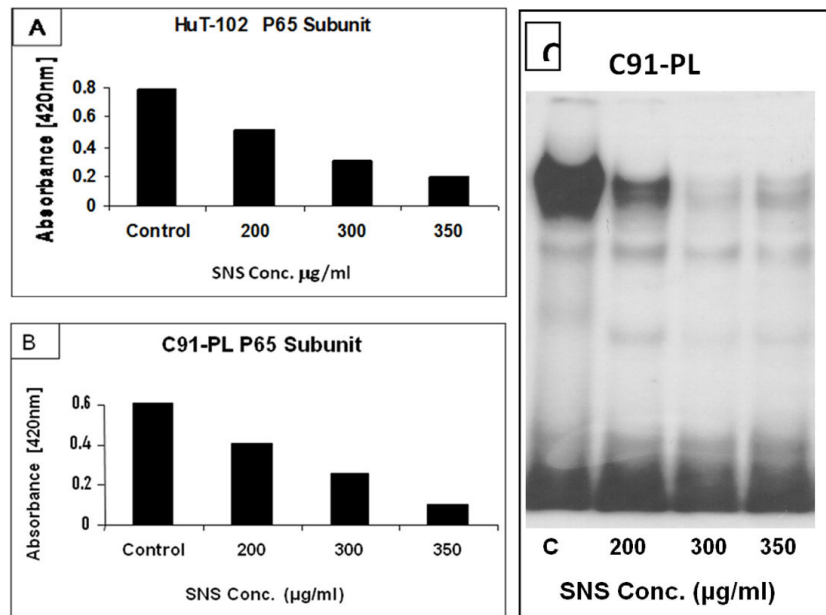 A
HuT-102 P65 Subunit
Absorbance [420nm]
0.8
0.6
0.4
0.2
0
Control 200 300 350
SNS Conc. µg/ml
B
C91-PL P65 Subunit
Absorbance [420nm]
0.6
0.4
0.2
0
Control 200 300 350
SNS Conc. (µg/ml)
C
C91-PL
C 200 300 350
SNS Conc. (µg/ml)